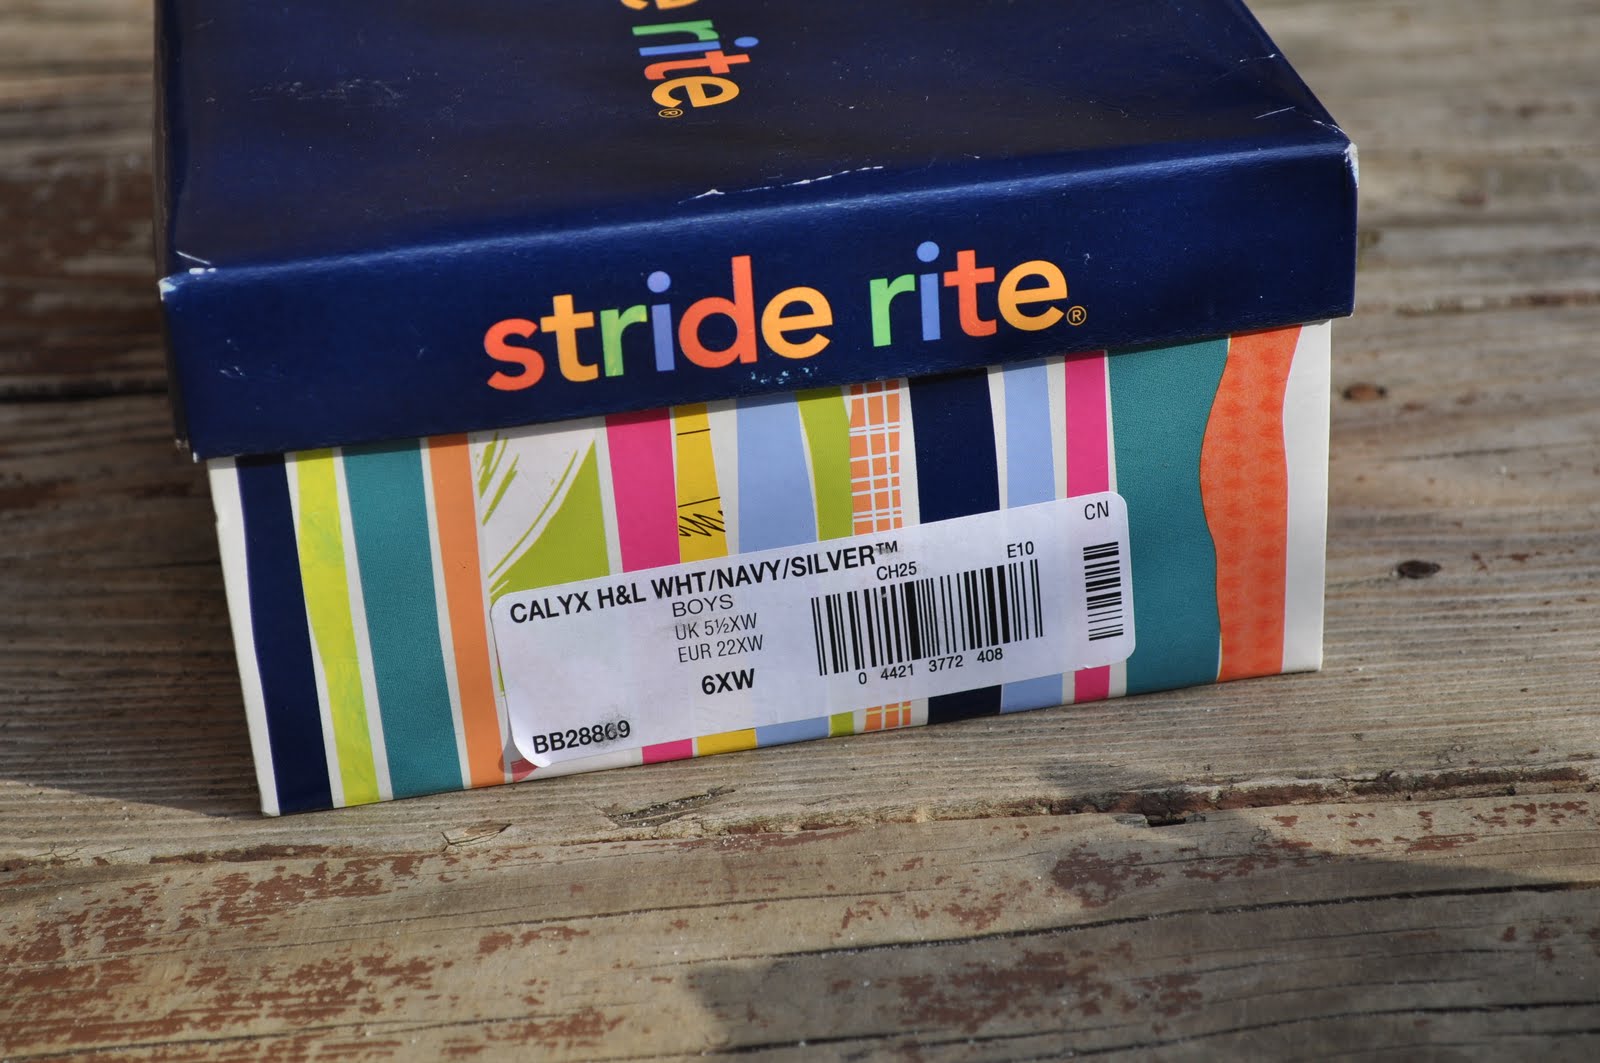 e rite®
stride rite®
CN
CALYX H&L WHT/NAVY/SILVER™
BOYS
CH25
E10
UK 5½XW
EUR 22XW
6XW
0 4421 3772 408
BB28869